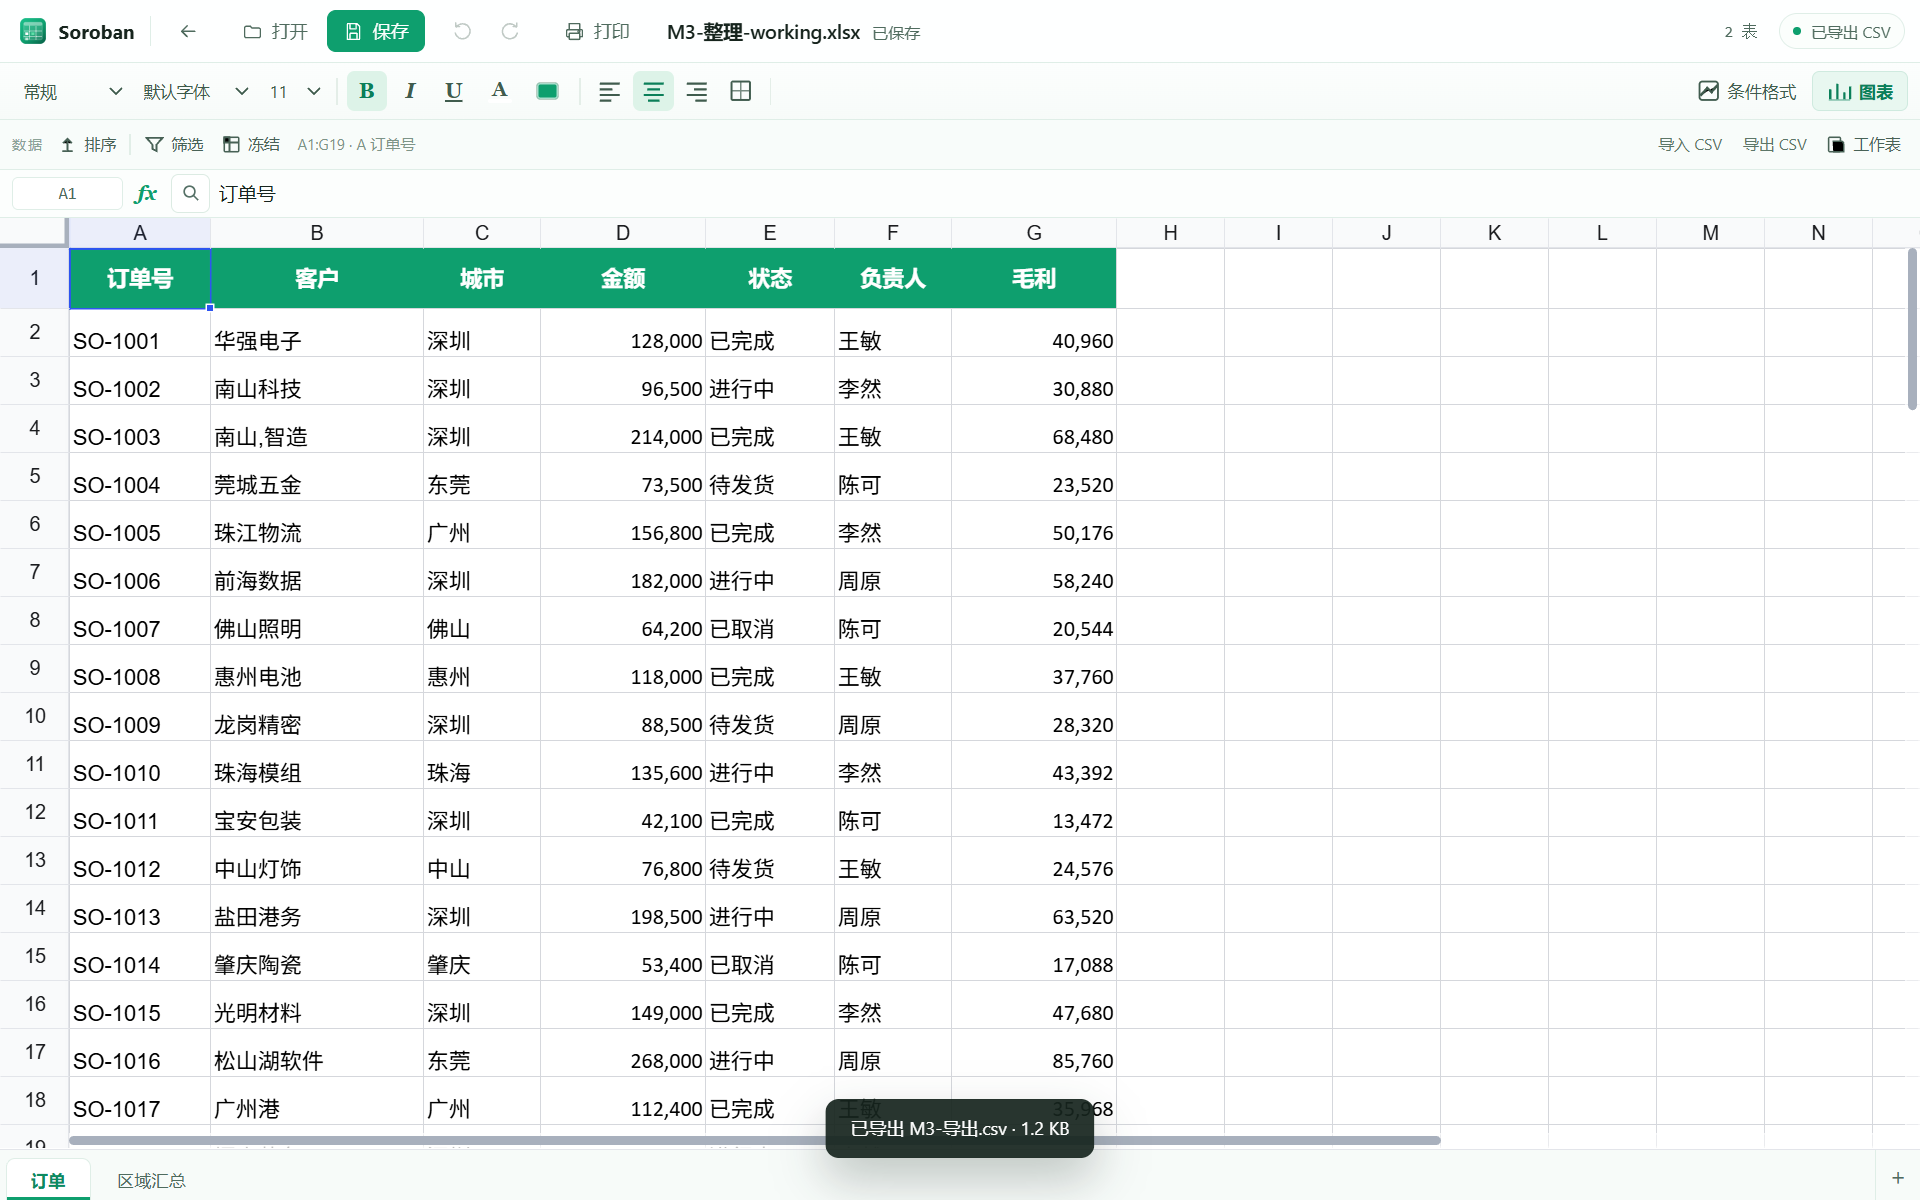 Soroban 打开 保存 打印 M3-整理-working.xlsx 已保存 2 表 已导出 CSV
常规 默认字体 11 B I U A 条件格式 图表
数据 排序 筛选 冻结 A1:G19 · A 订单号 导入 CSV 导出 CSV 工作表
A1 fx 订单号
A B C D E F G H I J K L M N
1 订单号 客户 城市 金额 状态 负责人 毛利
2 SO-1001 华强电子 深圳 128,000 已完成 王敏 40,960
3 SO-1002 南山科技 深圳 96,500 进行中 李然 30,880
4 SO-1003 南山,智造 深圳 214,000 已完成 王敏 68,480
5 SO-1004 莞城五金 东莞 73,500 待发货 陈可 23,520
6 SO-1005 珠江物流 广州 156,800 已完成 李然 50,176
7 SO-1006 前海数据 深圳 182,000 进行中 周原 58,240
8 SO-1007 佛山照明 佛山 64,200 已取消 陈可 20,544
9 SO-1008 惠州电池 惠州 118,000 已完成 王敏 37,760
10 SO-1009 龙岗精密 深圳 88,500 待发货 周原 28,320
11 SO-1010 珠海模组 珠海 135,600 进行中 李然 43,392
12 SO-1011 宝安包装 深圳 42,100 已完成 陈可 13,472
13 SO-1012 中山灯饰 中山 76,800 待发货 王敏 24,576
14 SO-1013 盐田港务 深圳 198,500 进行中 周原 63,520
15 SO-1014 肇庆陶瓷 肇庆 53,400 已取消 陈可 17,088
16 SO-1015 光明材料 深圳 149,000 已完成 李然 47,680
17 SO-1016 松山湖软件 东莞 268,000 进行中 周原 85,760
18 SO-1017 广州港 广州 112,400 已完成 王敏 35,968
19
已导出 M3-导出.csv · 1.2 KB
订单 区域汇总